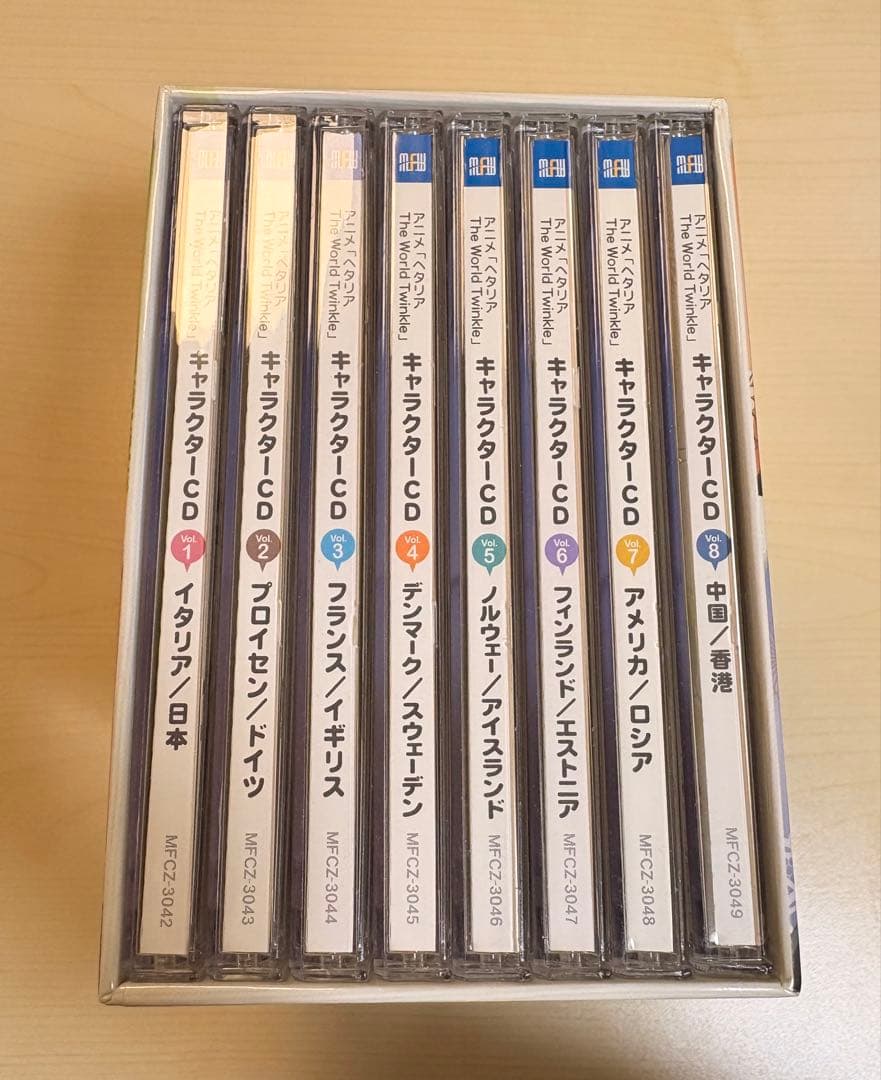 アニメ「ヘタリア
The World Twinkle」
キャラクターCD
Vol.
1
イタリア／日本
MFCZ-3042
アニメ「ヘタリア
The World Twinkle」
キャラクターCD
Vol.
2
プロイセン／ドイツ
MFCZ-3043
アニメ「ヘタリア
The World Twinkle」
キャラクターCD
Vol.
3
フランス／イギリス
MFCZ-3044
アニメ「ヘタリア
The World Twinkle」
キャラクターCD
Vol.
4
デンマーク／スウェーデン
MFCZ-3045
アニメ「ヘタリア
The World Twinkle」
キャラクターCD
Vol.
5
ノルウェー／アイスランド
MFCZ-3046
アニメ「ヘタリア
The World Twinkle」
キャラクターCD
Vol.
6
フィンランド／エストニア
MFCZ-3047
アニメ「ヘタリア
The World Twinkle」
キャラクターCD
Vol.
7
アメリカ／ロシア
MFCZ-3048
アニメ「ヘタリア
The World Twinkle」
キャラクターCD
Vol.
8
中国／香港
MFCZ-3049